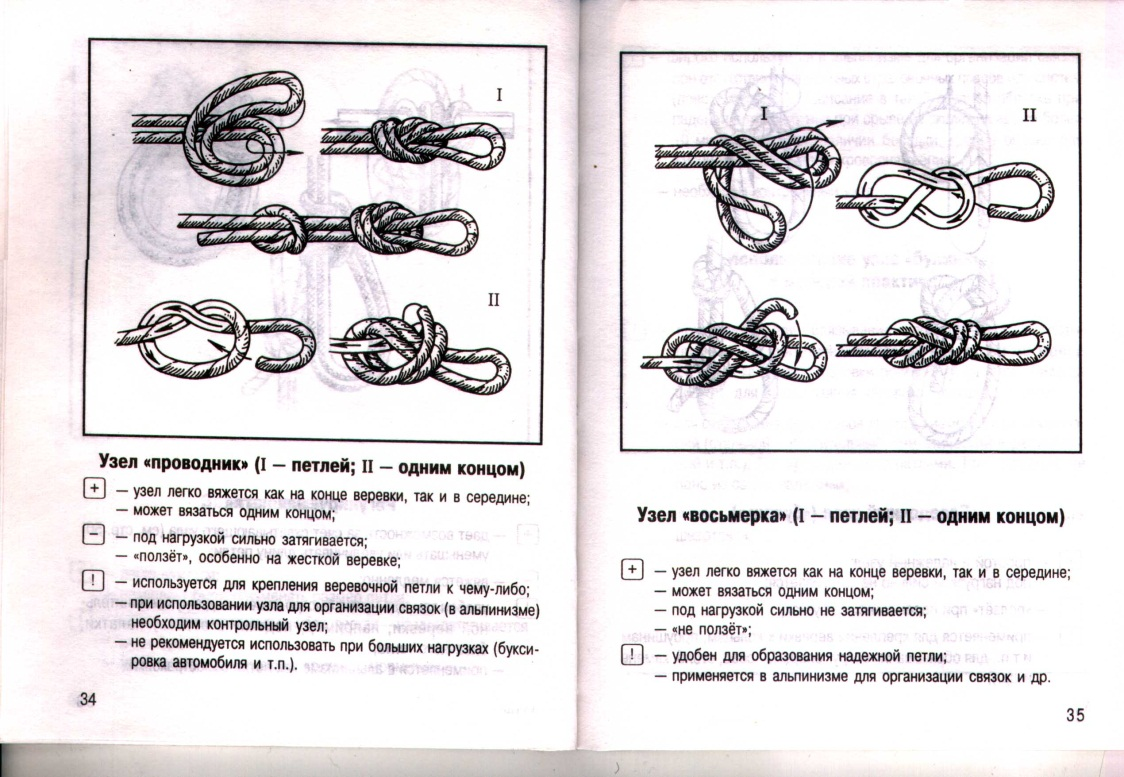 I
II
Узел «проводник» (I – петлей; II – одним концом)
+ – узел легко вяжется как на конце веревки, так и в середине;
– может вязаться одним концом;
– – под нагрузкой сильно затягивается;
– «ползёт», особенно на жесткой веревке;
! – используется для крепления веревочной петли к чему-либо;
– при использовании узла для организации связок (в альпинизме)
необходим контрольный узел;
– не рекомендуется использовать при больших нагрузках (букси-
ровка автомобиля и т.п.).
34
I
II
Узел «восьмерка» (I – петлей; II – одним концом)
+ – узел легко вяжется как на конце веревки, так и в середине;
– может вязаться одним концом;
– под нагрузкой сильно не затягивается;
– «не ползёт»;
! – удобен для образования надежной петли;
– применяется в альпинизме для организации связок и др.
35